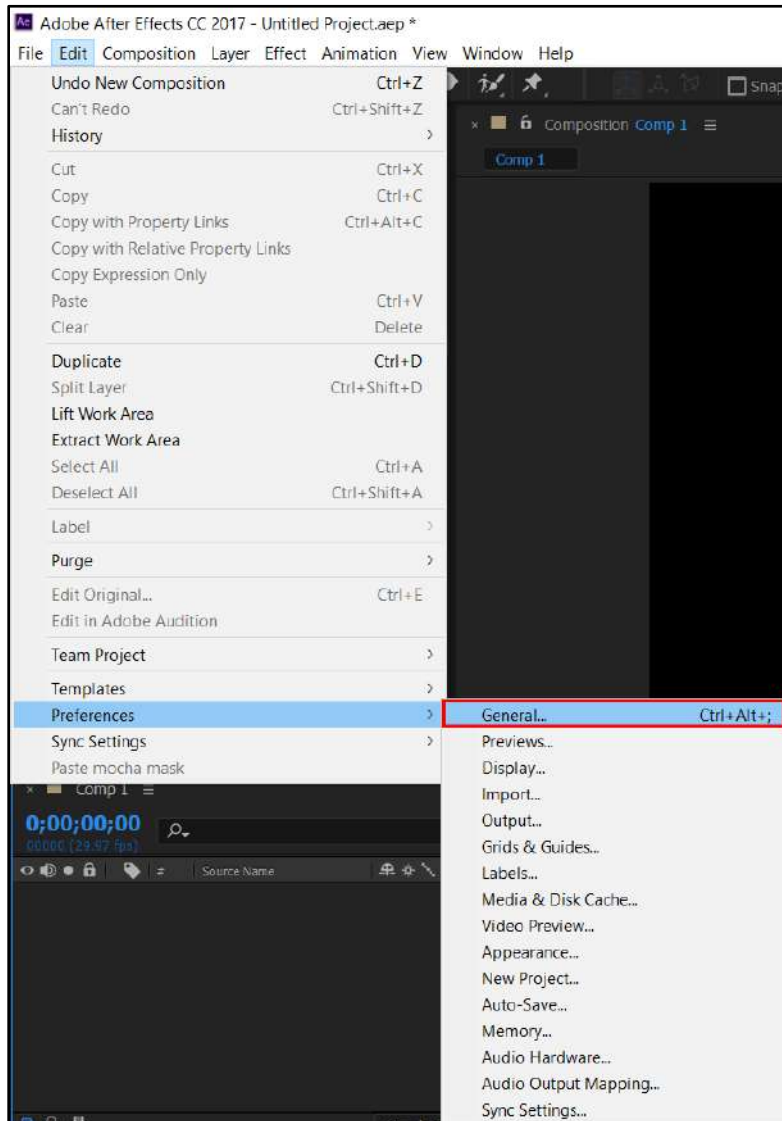 Adobe After Effects CC 2017 - Untitled Project.aep *
File Edit Composition Layer Effect Animation View Window Help
Undo New Composition Ctrl+Z
Can't Redo Ctrl+Shift+Z
History
Cut Ctrl+X
Copy Ctrl+C
Copy with Property Links Ctrl+Alt+C
Copy with Relative Property Links
Copy Expression Only
Paste Ctrl+V
Clear Delete
Duplicate Ctrl+D
Split Layer Ctrl+Shift+D
Lift Work Area
Extract Work Area
Select All Ctrl+A
Deselect All Ctrl+Shift+A
Label
Purge
Edit Original... Ctrl+E
Edit in Adobe Audition
Team Project
Templates
Preferences
Sync Settings
Paste mocha mask
Snap
Composition Comp 1
Comp 1
General... Ctrl+Alt+;
Previews...
Display...
Import...
Output...
Grids & Guides...
Labels...
Media & Disk Cache...
Video Preview...
Appearance...
New Project...
Auto-Save...
Memory...
Audio Hardware...
Audio Output Mapping...
Sync Settings...
Comp 1
0;00;00;00
00000 (29.97 fps)
# Source Name